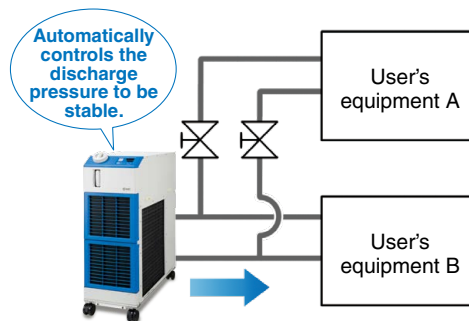 Automatically
controls the
discharge
pressure to be
stable.
User's
equipment A
User's
equipment B